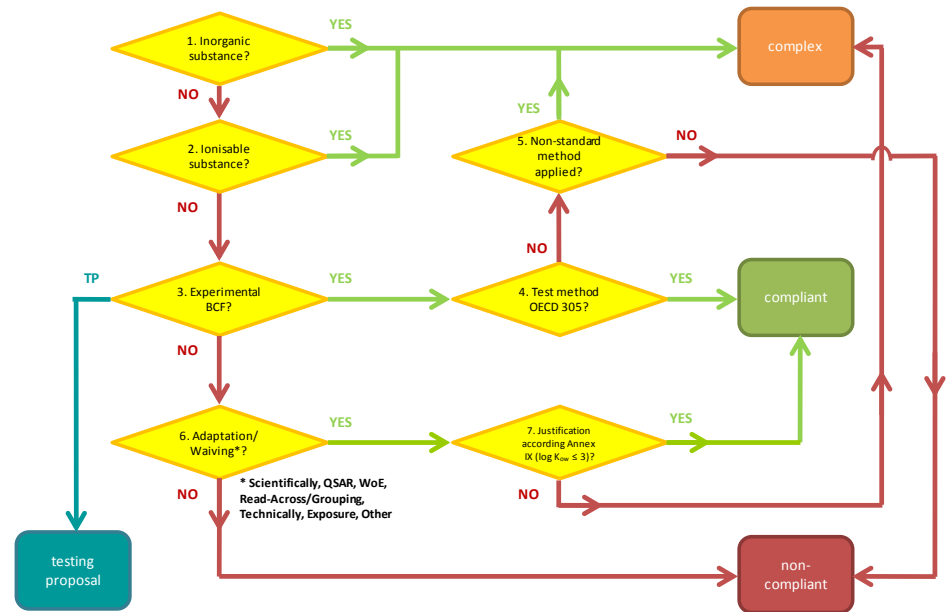 1. Inorganic
substance?
YES
complex
NO
2. Ionisable
substance?
YES
YES
5. Non-standard
method
applied?
NO
NO
NO
TP
3. Experimental
BCF?
YES
4. Test method
OECD 305?
YES
compliant
NO
6. Adaptation/
Waiving*?
YES
7. Justification
according Annex
IX (log Kow ≤ 3)?
YES
NO
* Scientifically, QSAR, WoE,
Read-Across/Grouping,
Technically, Exposure, Other
NO
testing
proposal
non-
compliant